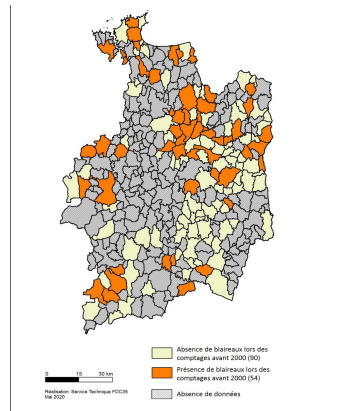 Absence de blaireaux lors des
comptages avant 2000 (90)
Présence de blaireaux lors des
comptages avant 2000 (54)
Absence de données
0 15 30 km
Réalisation: Service Technique FDC35
Mai 2020